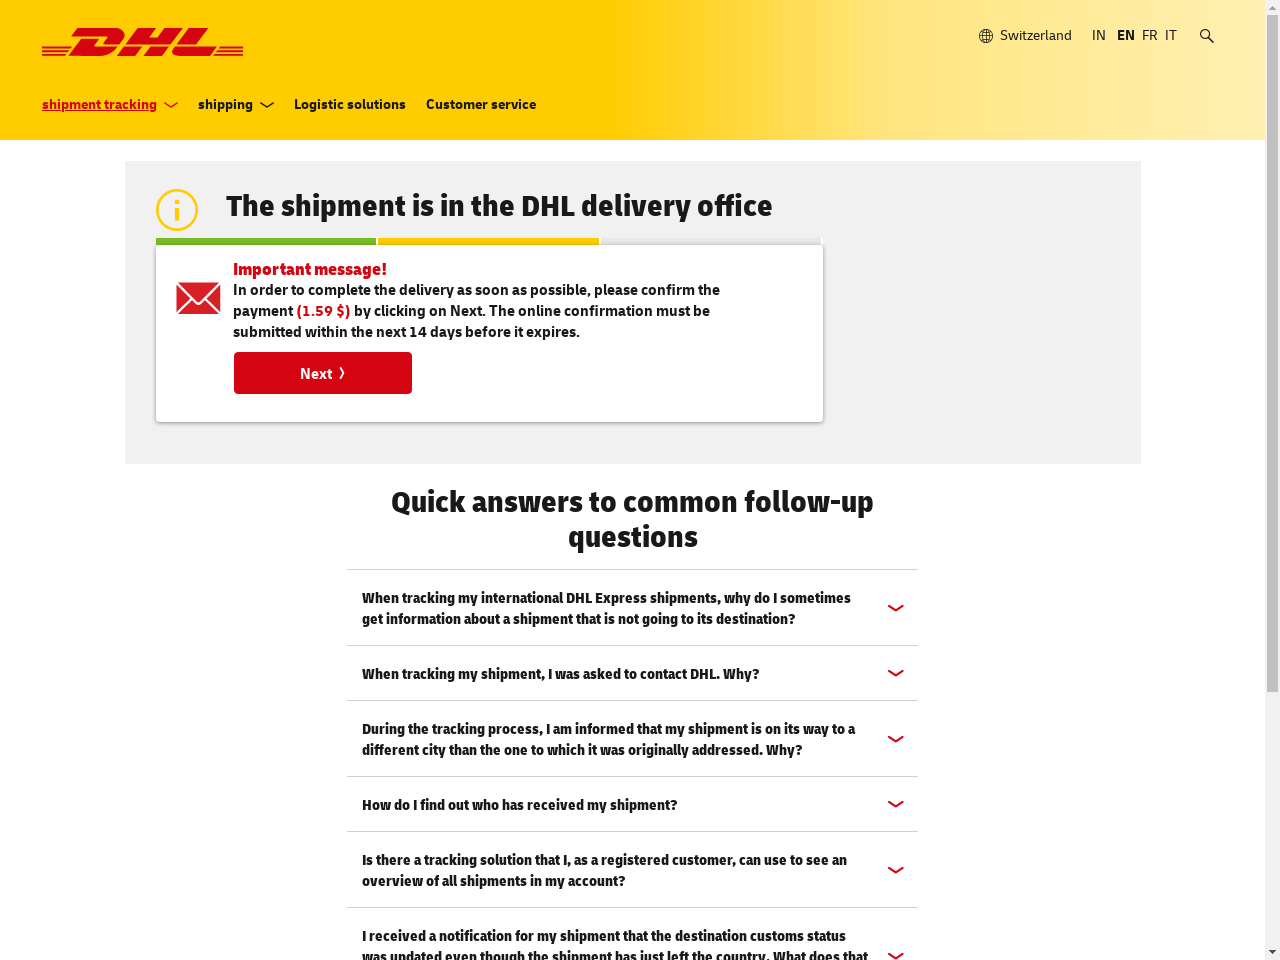 DHL
Switzerland IN EN FR IT
shipment tracking shipping Logistic solutions Customer service
The shipment is in the DHL delivery office
Important message!
In order to complete the delivery as soon as possible, please confirm the
payment (1.59 $) by clicking on Next. The online confirmation must be
submitted within the next 14 days before it expires.
Next
Quick answers to common follow-up
questions
When tracking my international DHL Express shipments, why do I sometimes
get information about a shipment that is not going to its destination?
When tracking my shipment, I was asked to contact DHL. Why?
During the tracking process, I am informed that my shipment is on its way to a
different city than the one to which it was originally addressed. Why?
How do I find out who has received my shipment?
Is there a tracking solution that I, as a registered customer, can use to see an
overview of all shipments in my account?
I received a notification for my shipment that the destination customs status
was updated even though the shipment has just left the country. What does that